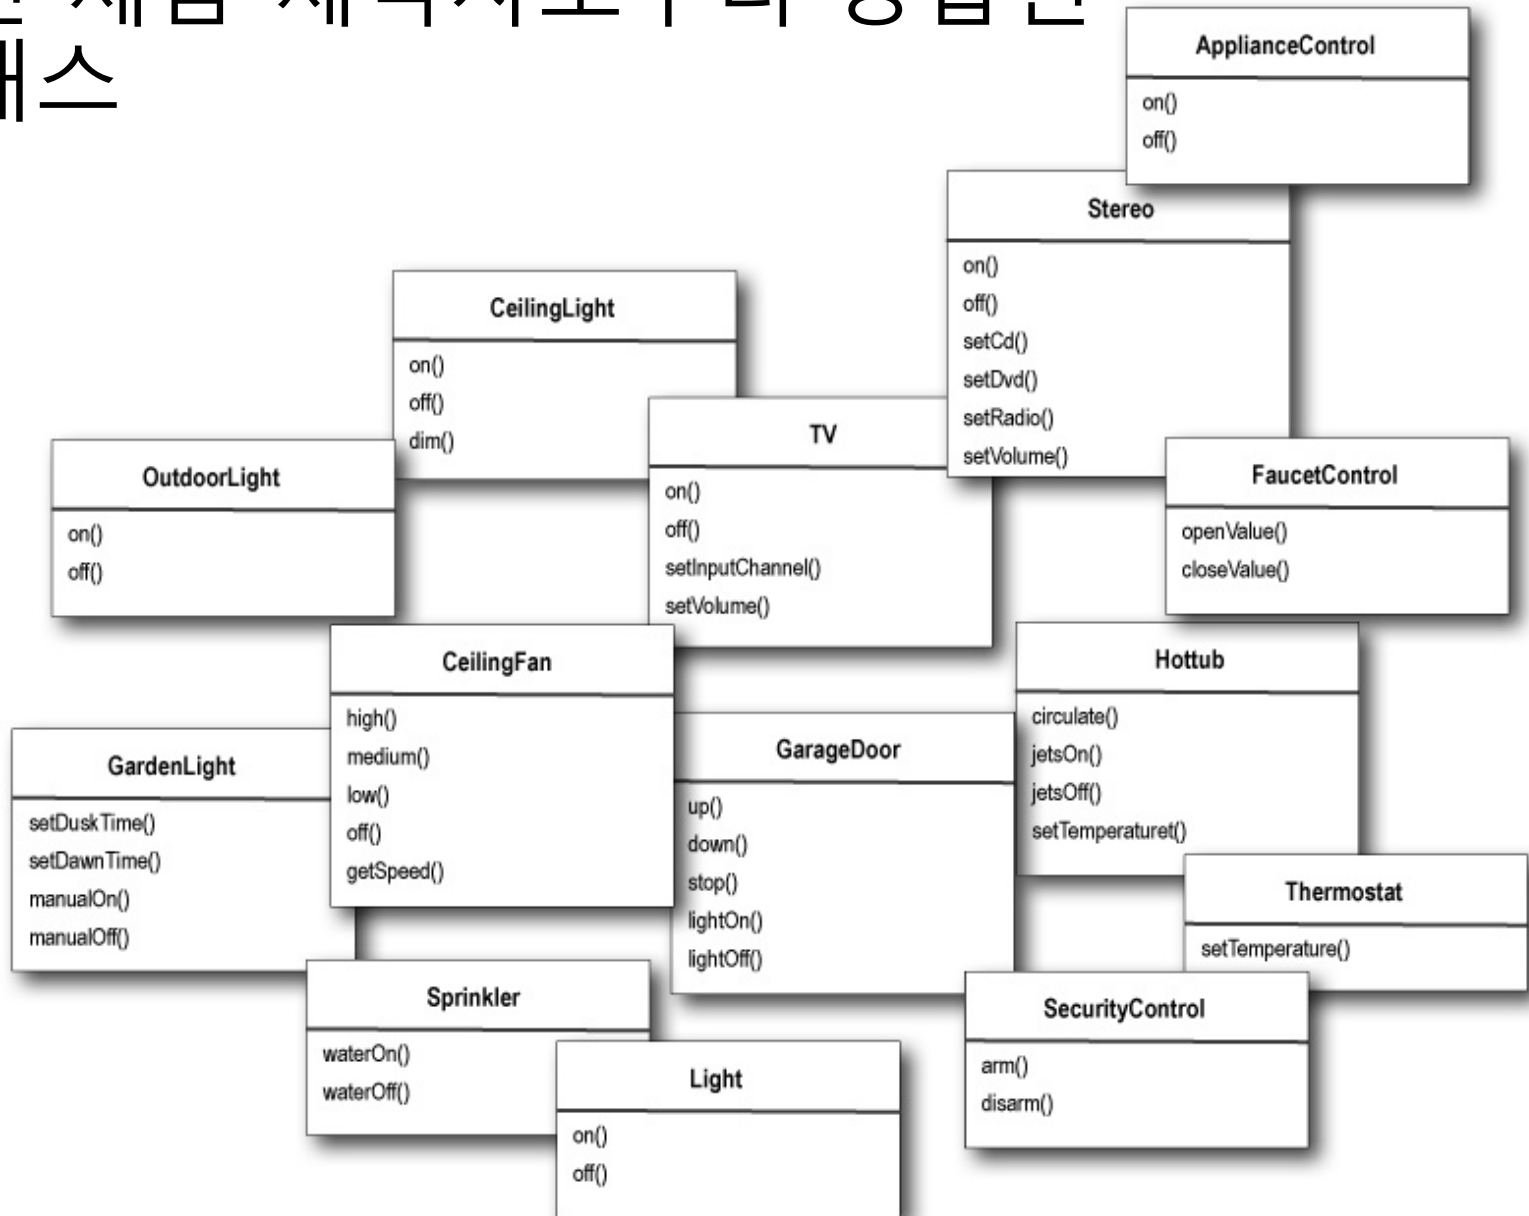 ApplianceControl
on()
off()
Stereo
on()
off()
setCd()
setDvd()
setRadio()
setVolume()
CeilingLight
on()
off()
dim()
TV
on()
off()
setInputChannel()
setVolume()
OutdoorLight
on()
off()
FaucetControl
openValue()
closeValue()
CeilingFan
high()
medium()
low()
off()
getSpeed()
Hottub
circulate()
jetsOn()
jetsOff()
setTemperaturet()
GardenLight
setDuskTime()
setDawnTime()
manualOn()
manualOff()
GarageDoor
up()
down()
stop()
lightOn()
lightOff()
Thermostat
setTemperature()
Sprinkler
waterOn()
waterOff()
SecurityControl
arm()
disarm()
Light
on()
off()